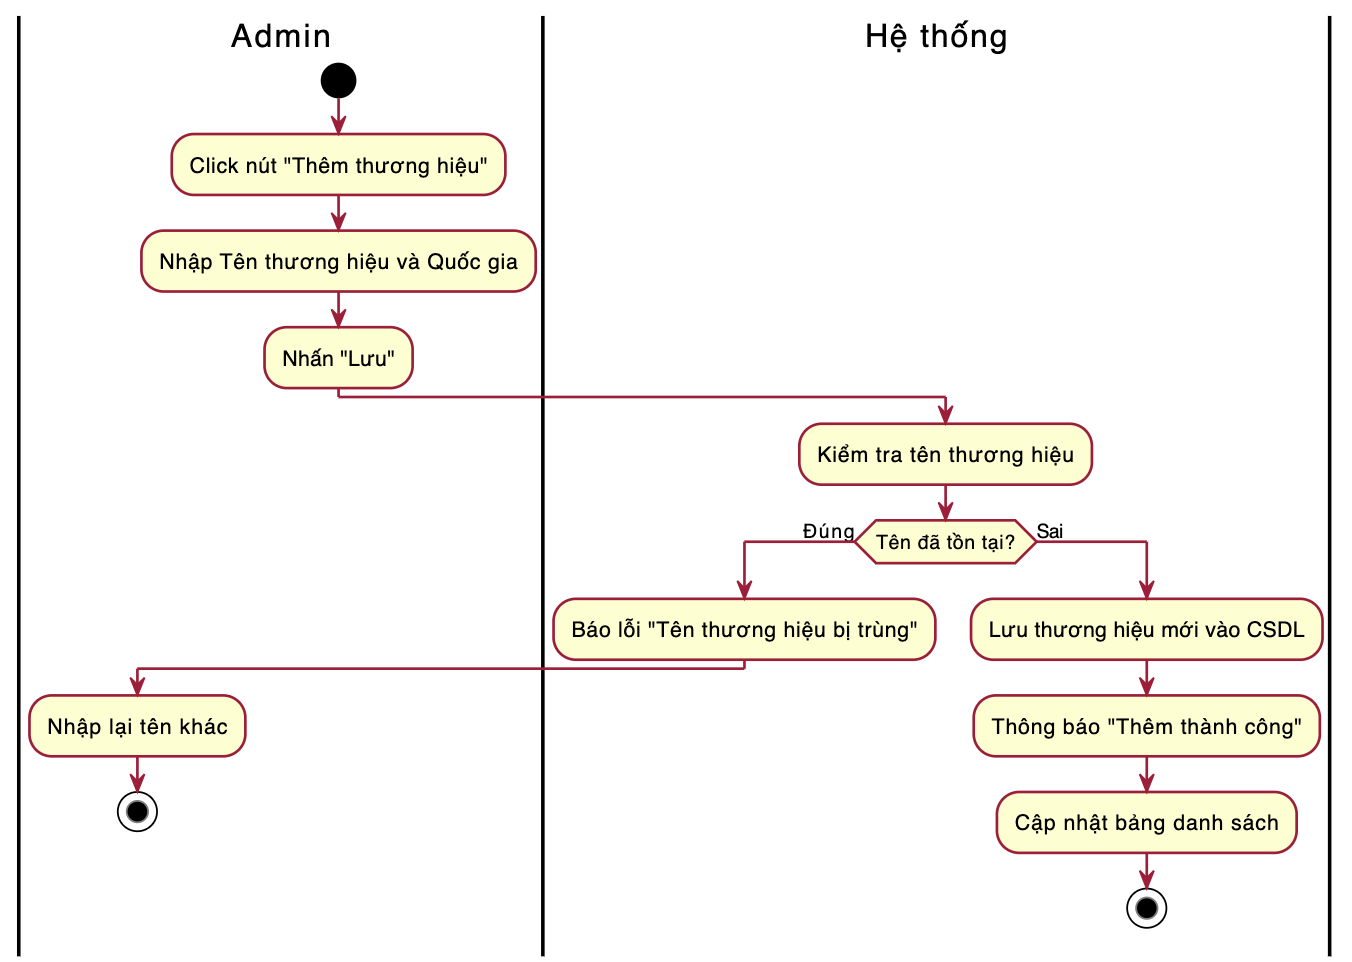 Admin
Hệ thống
Click nút "Thêm thương hiệu"
Nhập Tên thương hiệu và Quốc gia
Nhấn "Lưu"
Kiểm tra tên thương hiệu
Đúng
Tên đã tồn tại?
Sai
Báo lỗi "Tên thương hiệu bị trùng"
Lưu thương hiệu mới vào CSDL
Nhập lại tên khác
Thông báo "Thêm thành công"
Cập nhật bảng danh sách